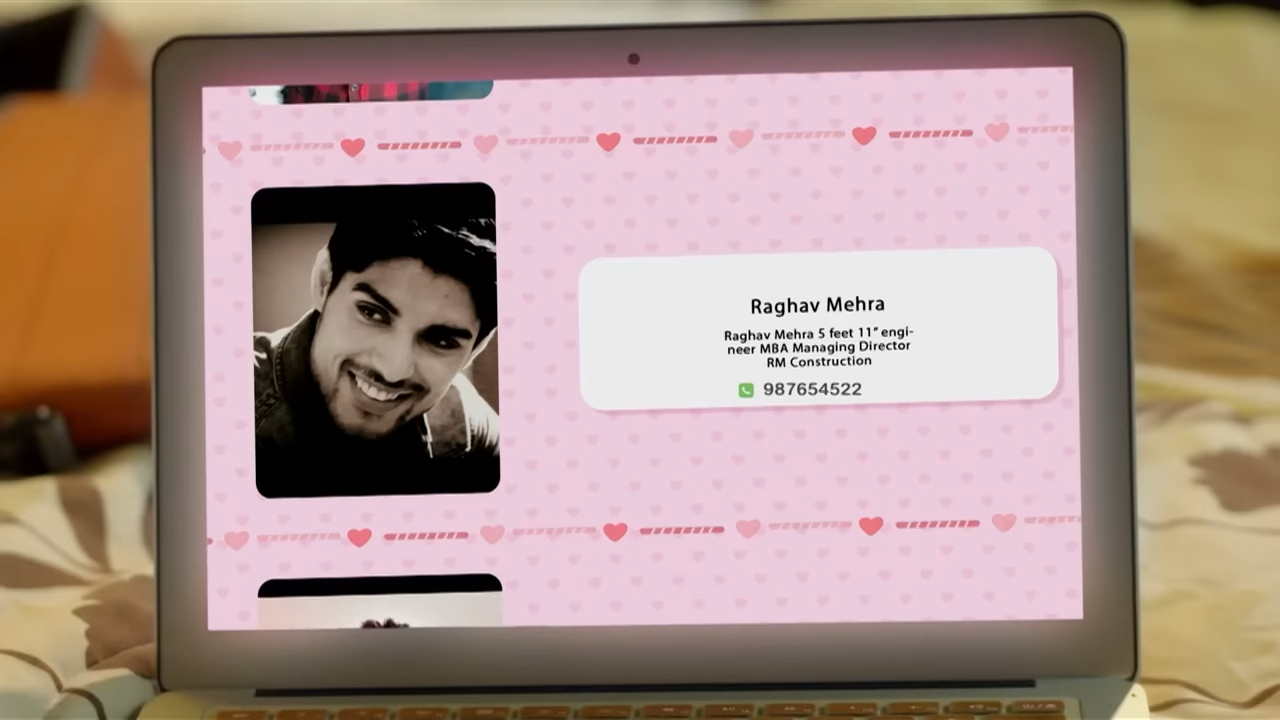 Raghav Mehra
Raghav Mehra 5 feet 11" engi-
neer MBA Managing Director
RM Construction
987654522